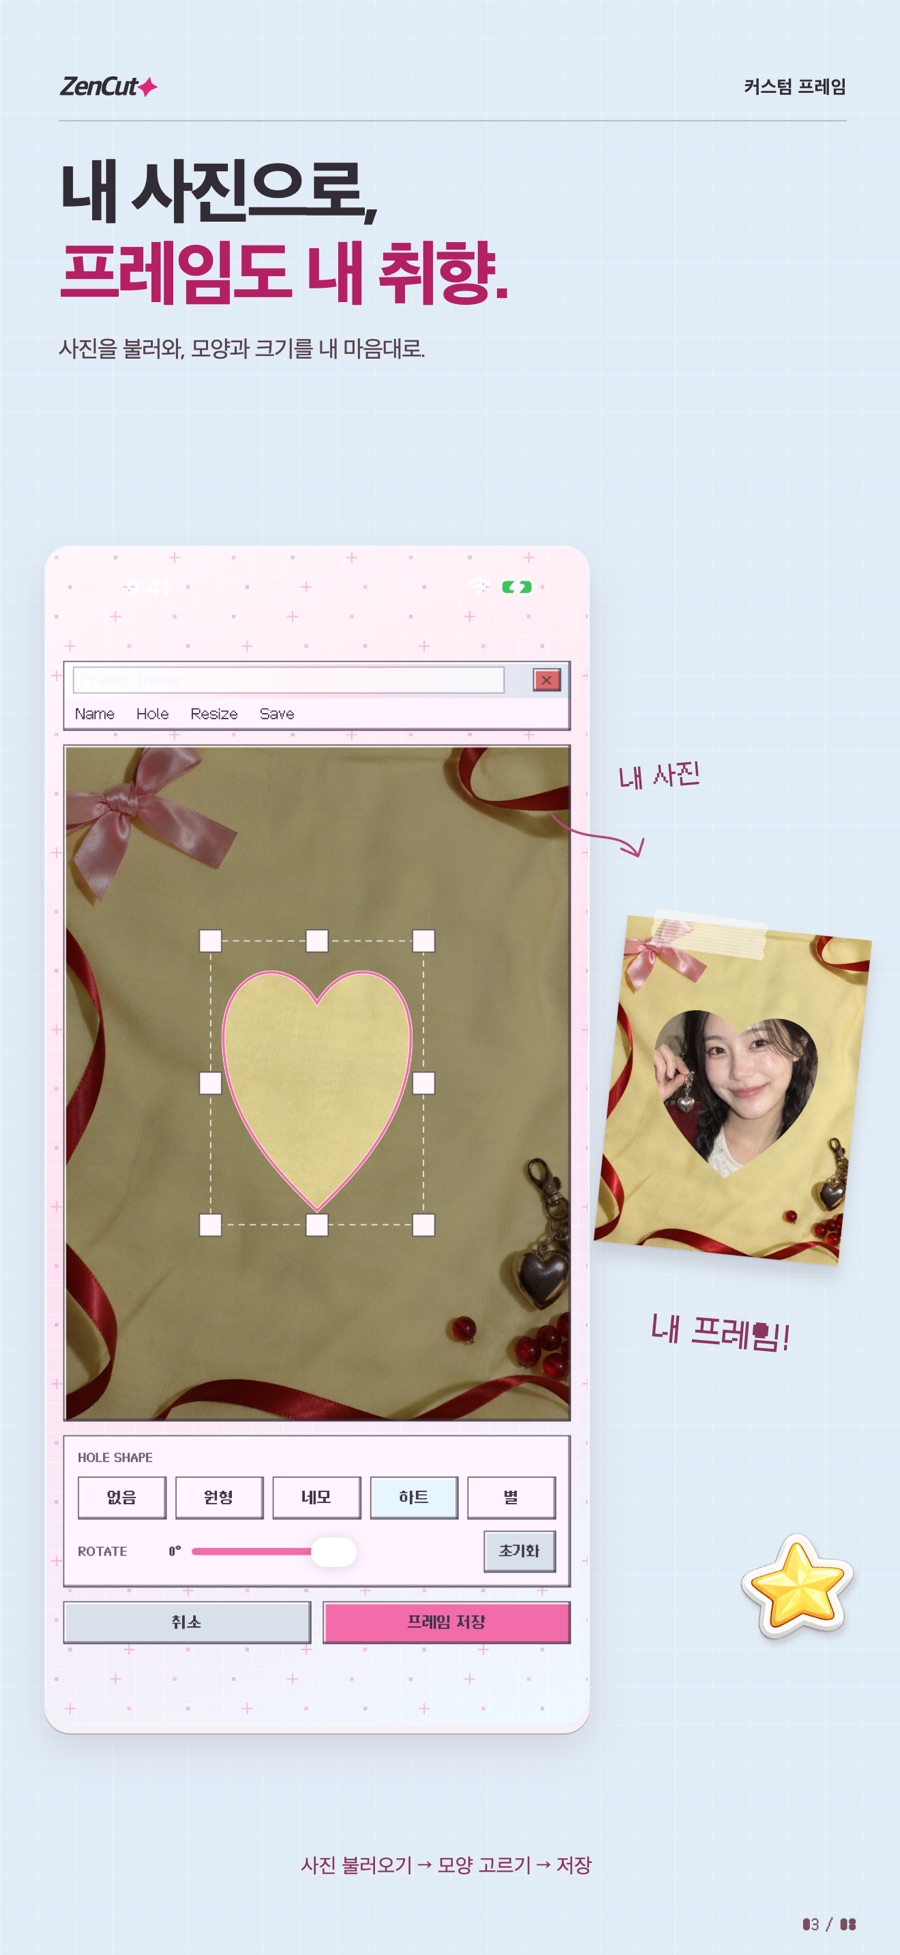 ZenCut
커스텀 프레임
내 사진으로,
프레임도 내 취향.
사진을 불러와, 모양과 크기를 내 마음대로.
9:41
Frame name
Name Hole Resize Save
내 사진
내 프레임!
HOLE SHAPE
없음 원형 네모 하트 별
ROTATE 0° 초기화
취소 프레임 저장
사진 불러오기 → 모양 고르기 → 저장
03 / 08